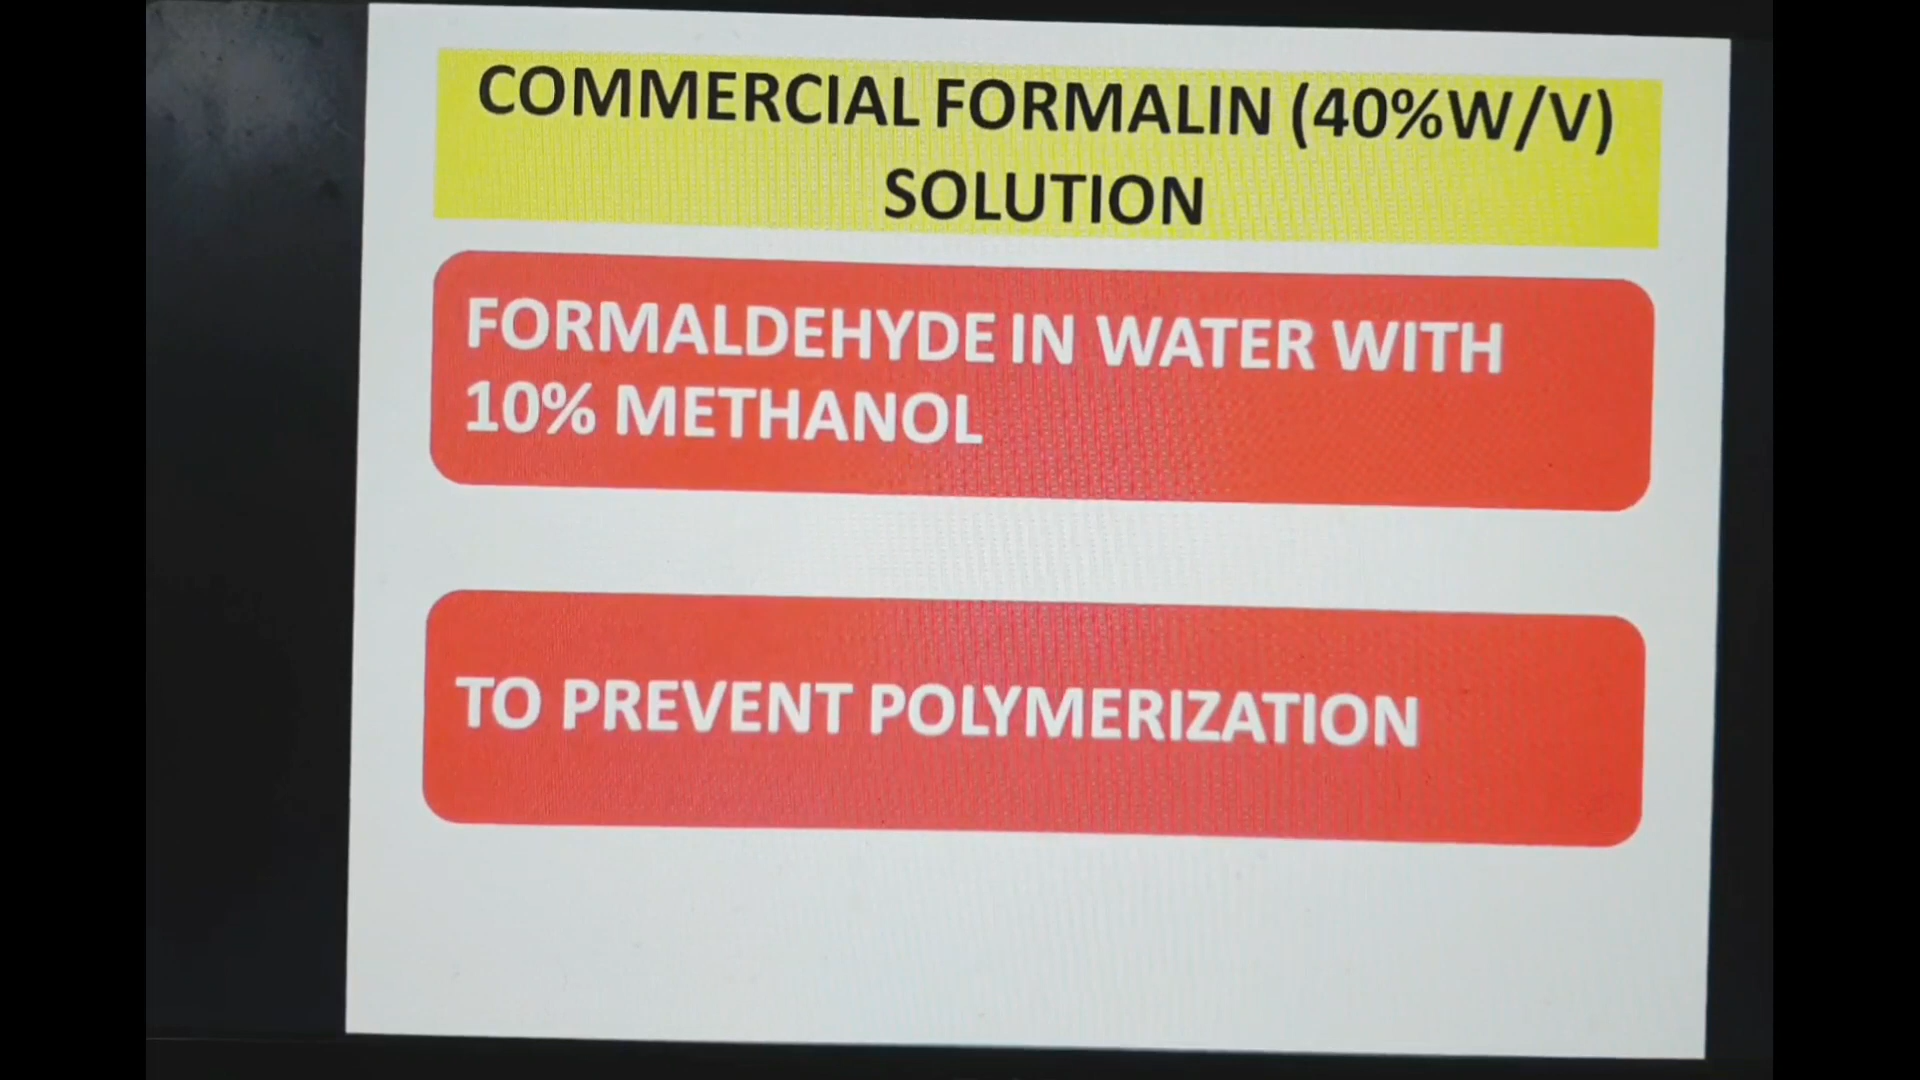 COMMERCIAL FORMALIN (40%W/V)
SOLUTION
FORMALDEHYDE IN WATER WITH
10% METHANOL
TO PREVENT POLYMERIZATION